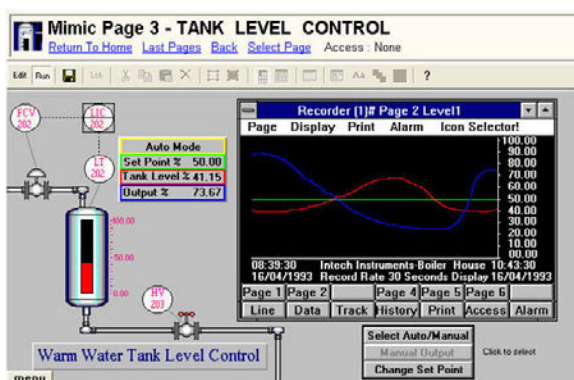 Mimic Page 3 - TANK LEVEL CONTROL
Return To Home Last Pages Back Select Page Access : None
Edit Run Link ?
FCV
202
LIC
202
LT
202
Auto Mode
Set Point % 50.00
Tank Level % 41.15
Output % 73.67
100.00
50.00
0.00
HV
203
Warm Water Tank Level Control
menu
Recorder [1]# Page 2 Level1
Page Display Print Alarm Icon Selector!
100.00
90.00
80.00
70.00
60.00
50.00
40.00
30.00
20.00
10.00
00.00
08:39:30 Intech Instruments-Boiler House 10:43:30
16/04/1993 Record Rate 30 Seconds Display 16/04/1993
Page 1 Page 2 Page 4 Page 5 Page 6
Line Data Track History Print Access Alarm
Select Auto/Manual
Manual Output
Change Set Point
Click to select